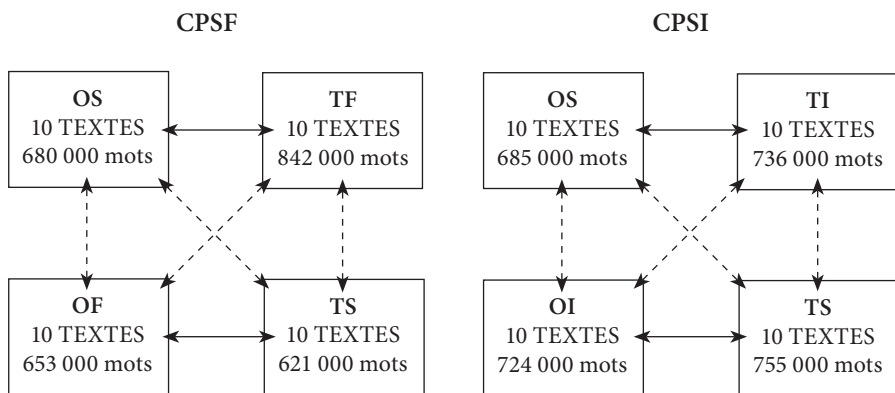 CPSF
OS
10 TEXTES
680 000 mots
TF
10 TEXTES
842 000 mots
OF
10 TEXTES
653 000 mots
TS
10 TEXTES
621 000 mots
CPSI
OS
10 TEXTES
685 000 mots
TI
10 TEXTES
736 000 mots
OI
10 TEXTES
724 000 mots
TS
10 TEXTES
755 000 mots